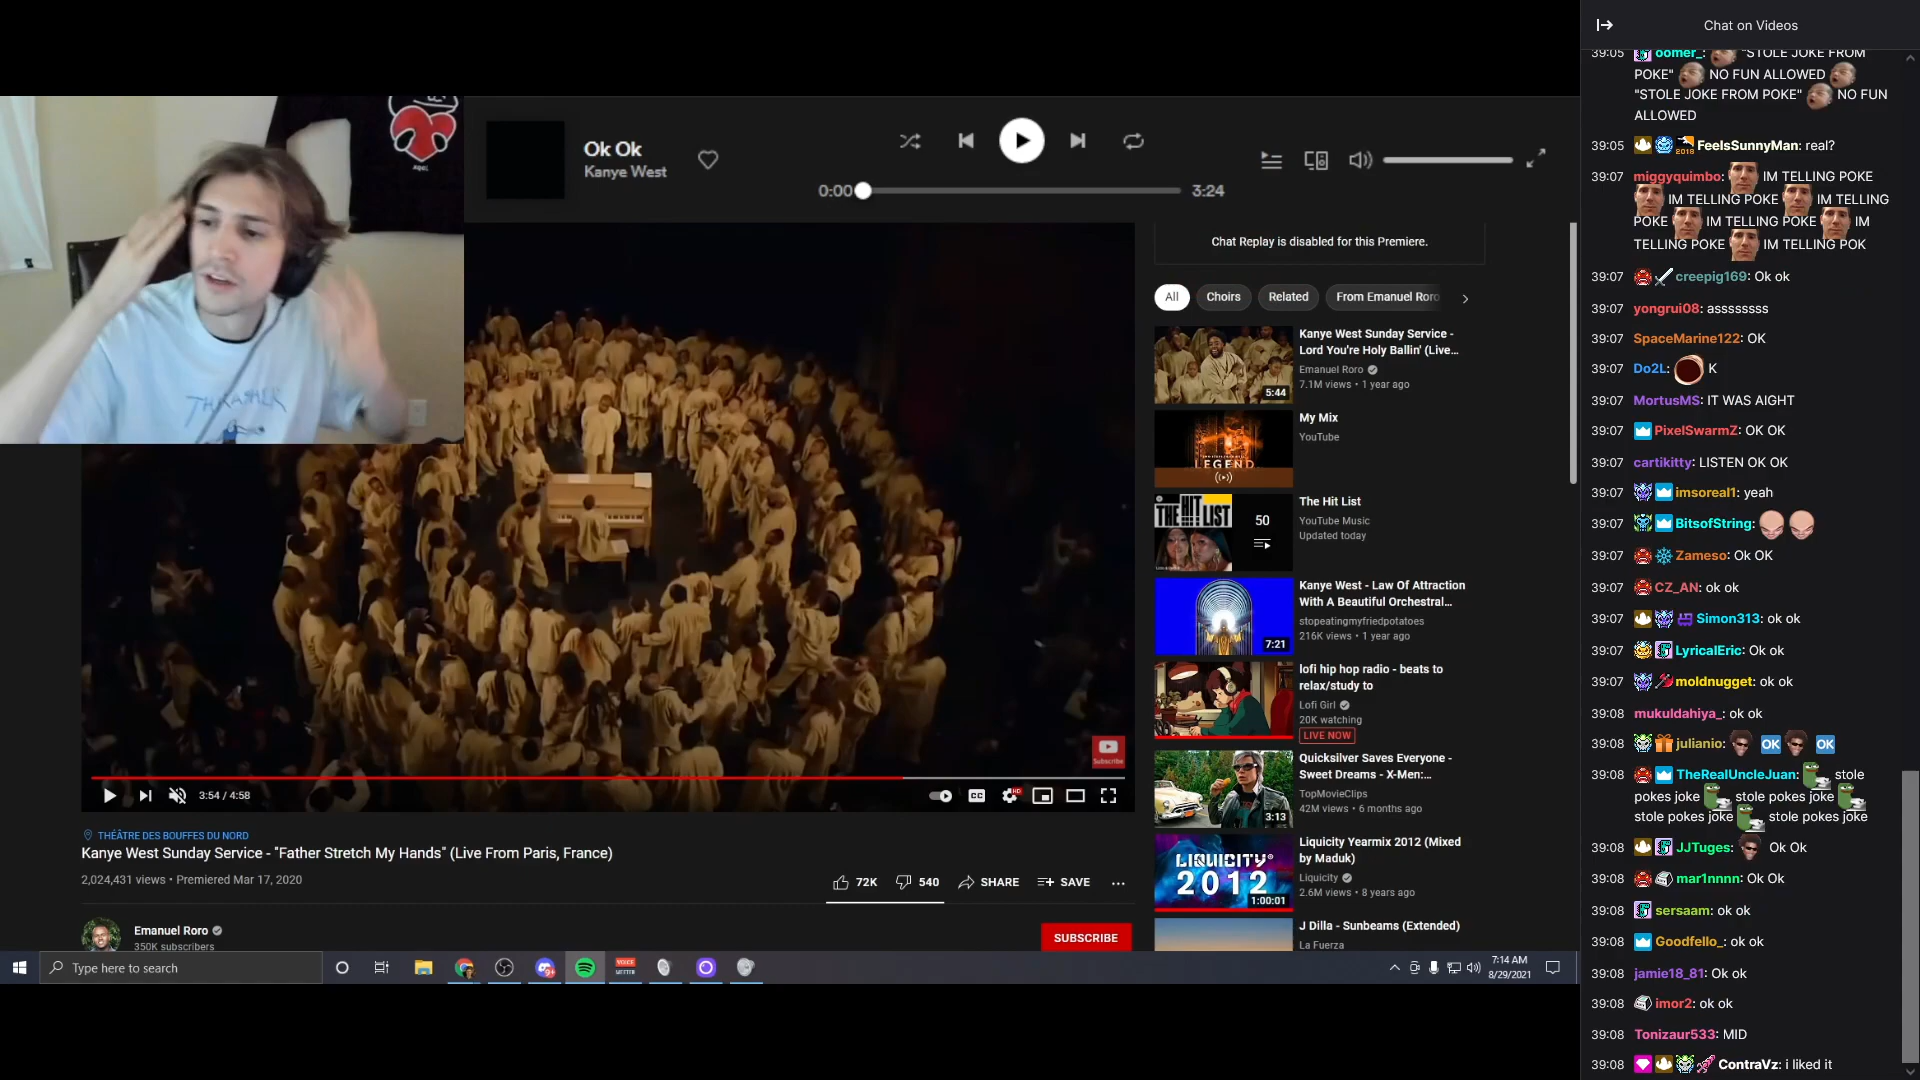 Ok Ok
Kanye West
0:00
3:24
THRASHER
Chat Replay is disabled for this Premiere.
All
Choirs
Related
From Emanuel Roro
Kanye West Sunday Service -
Lord You're Holy Ballin' (Live...
Emanuel Roro
7.1M views • 1 year ago
5:44
My Mix
YouTube
LEGEND
The Hit List
YouTube Music
Updated today
THE HIT LIST
50
Kanye West - Law Of Attraction
With A Beautiful Orchestral...
stopeatingmyfriedpotatoes
216K views • 1 year ago
7:21
lofi hip hop radio - beats to
relax/study to
Lofi Girl
20K watching
LIVE NOW
Quicksilver Saves Everyone -
Sweet Dreams - X-Men:...
TopMovieClips
42M views • 6 months ago
3:13
Liquicity Yearmix 2012 (Mixed
by Maduk)
Liquicity
2.6M views • 8 years ago
LIQUICITY
2012
1:00:01
J Dilla - Sunbeams (Extended)
La Fuerza
Subscribe
3:54 / 4:58
CC
HD
THÉÂTRE DES BOUFFES DU NORD
Kanye West Sunday Service - "Father Stretch My Hands" (Live From Paris, France)
2,024,431 views • Premiered Mar 17, 2020
72K
540
SHARE
SAVE
Emanuel Roro
350K subscribers
SUBSCRIBE
Type here to search
7:14 AM
8/29/2021
Chat on Videos
39:05 oomer_: "STOLE JOKE FROM
POKE" NO FUN ALLOWED
"STOLE JOKE FROM POKE" NO FUN
ALLOWED
39:05 2018 FeelsSunnyMan: real?
39:07 miggyquimbo: IM TELLING POKE
IM TELLING POKE IM TELLING
POKE IM TELLING POKE IM
TELLING POKE IM TELLING POK
39:07 creepig169: Ok ok
39:07 yongrui08: assssssss
39:07 SpaceMarine122: OK
39:07 Do2L: K
39:07 MortusMS: IT WAS AIGHT
39:07 PixelSwarmZ: OK OK
39:07 cartikitty: LISTEN OK OK
39:07 imsoreal1: yeah
39:07 BitsofString:
39:07 Zameso: Ok OK
39:07 CZ_AN: ok ok
39:07 Simon313: ok ok
39:07 LyricalEric: Ok ok
39:07 moldnugget: ok ok
39:08 mukuldahiya_: ok ok
39:08 julianio: OK OK
39:08 TheRealUncleJuan: stole
pokes joke stole pokes joke
stole pokes joke stole pokes joke
39:08 JJTuges: Ok Ok
39:08 mar1nnnn: Ok Ok
39:08 sersaam: ok ok
39:08 Goodfello_: ok ok
39:08 jamie18_81: Ok ok
39:08 imor2: ok ok
39:08 Tonizaur533: MID
39:08 ContraVz: i liked it